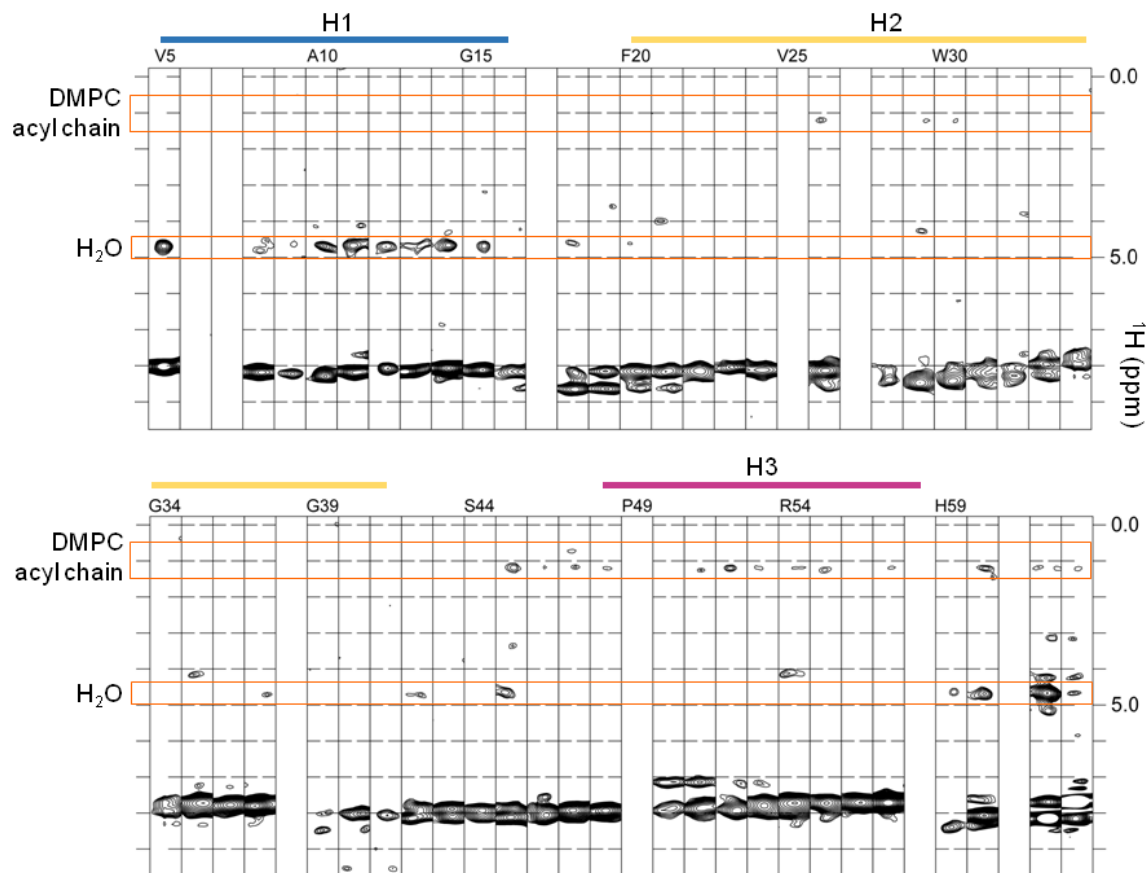 H1 H2
V5 A10 G15 F20 V25 W30
0.0
DMPC
acyl chain
H₂O
5.0
¹H (ppm)
H3
G34 G39 S44 P49 R54 H59
0.0
DMPC
acyl chain
H₂O
5.0